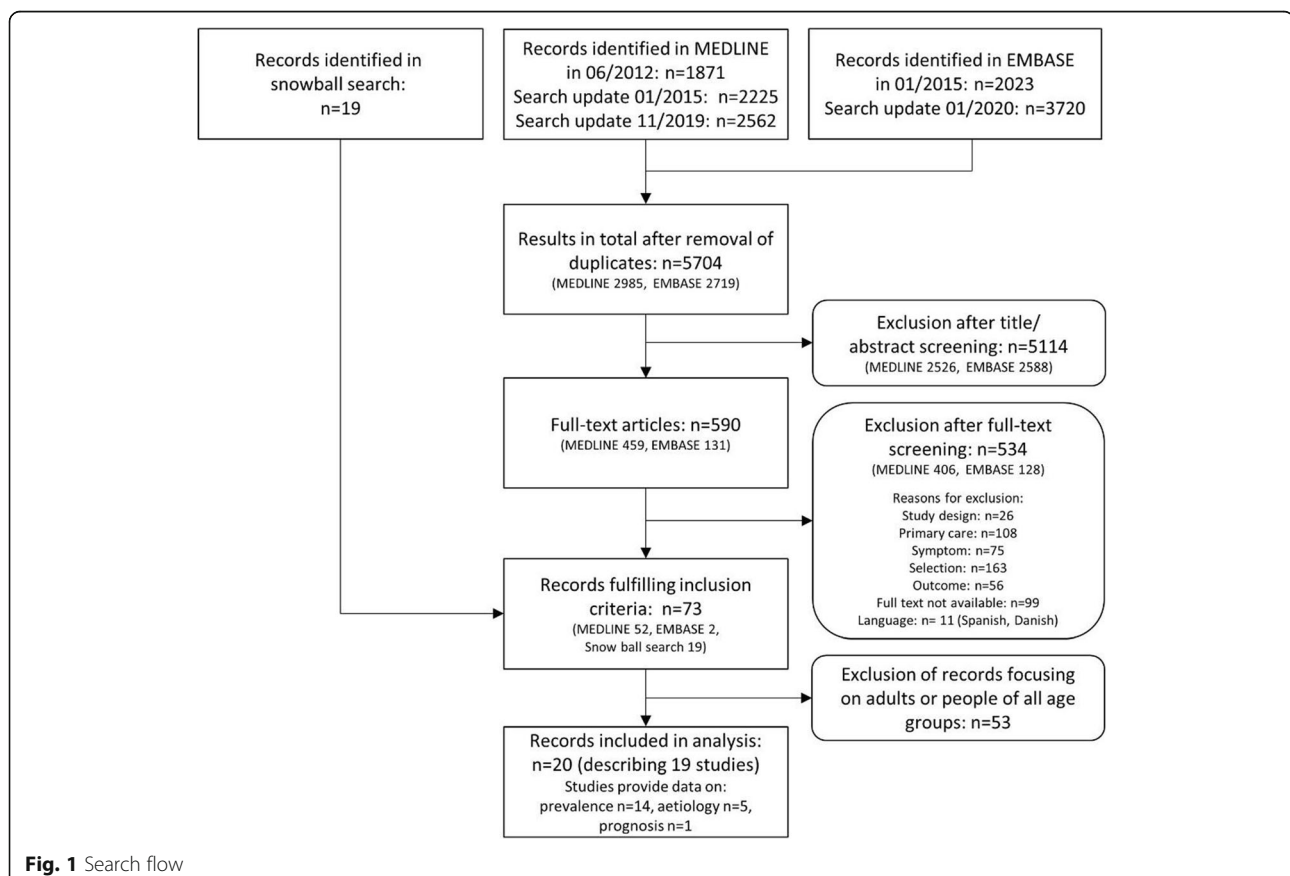 Records identified in
snowball search:
n=19
Records identified in MEDLINE
in 06/2012: n=1871
Search update 01/2015: n=2225
Search update 11/2019: n=2562
Records identified in EMBASE
in 01/2015: n=2023
Search update 01/2020: n=3720
Results in total after removal of
duplicates: n=5704
(MEDLINE 2985, EMBASE 2719)
Exclusion after title/
abstract screening: n=5114
(MEDLINE 2526, EMBASE 2588)
Full-text articles: n=590
(MEDLINE 459, EMBASE 131)
Exclusion after full-text
screening: n=534
(MEDLINE 406, EMBASE 128)
Reasons for exclusion:
Study design: n=26
Primary care: n=108
Symptom: n=75
Selection: n=163
Outcome: n=56
Full text not available: n=99
Language: n= 11 (Spanish, Danish)
Records fulfilling inclusion
criteria: n=73
(MEDLINE 52, EMBASE 2,
Snow ball search 19)
Exclusion of records focusing
on adults or people of all age
groups: n=53
Records included in analysis:
n=20 (describing 19 studies)
Studies provide data on:
prevalence n=14, aetiology n=5,
prognosis n=1
Fig. 1 Search flow